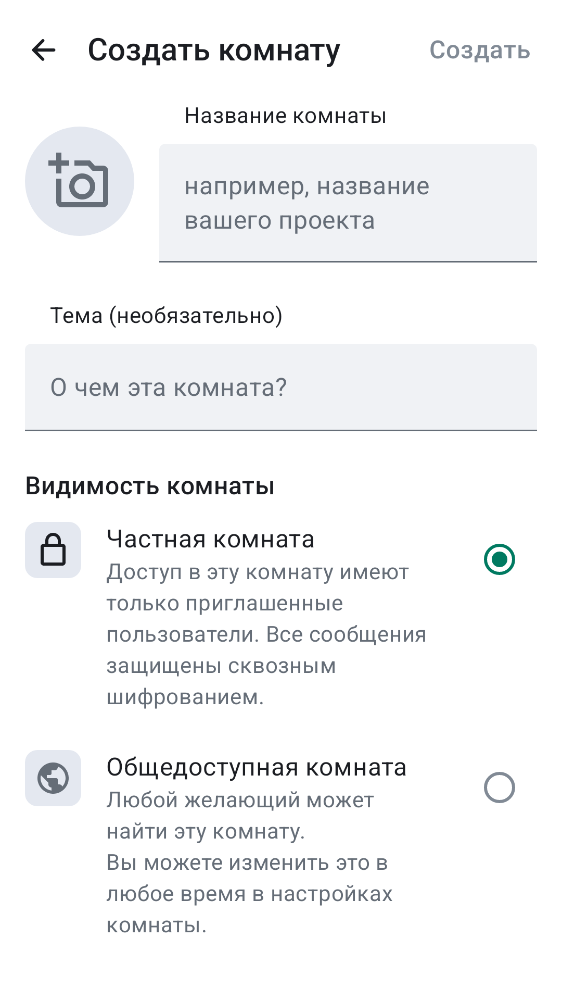 Создать комнату
Создать
Название комнаты
например, название
вашего проекта
Тема (необязательно)
О чем эта комната?
Видимость комнаты
Частная комната
Доступ в эту комнату имеют
только приглашенные
пользователи. Все сообщения
защищены сквозным
шифрованием.
Общедоступная комната
Любой желающий может
найти эту комнату.
Вы можете изменить это в
любое время в настройках
комнаты.